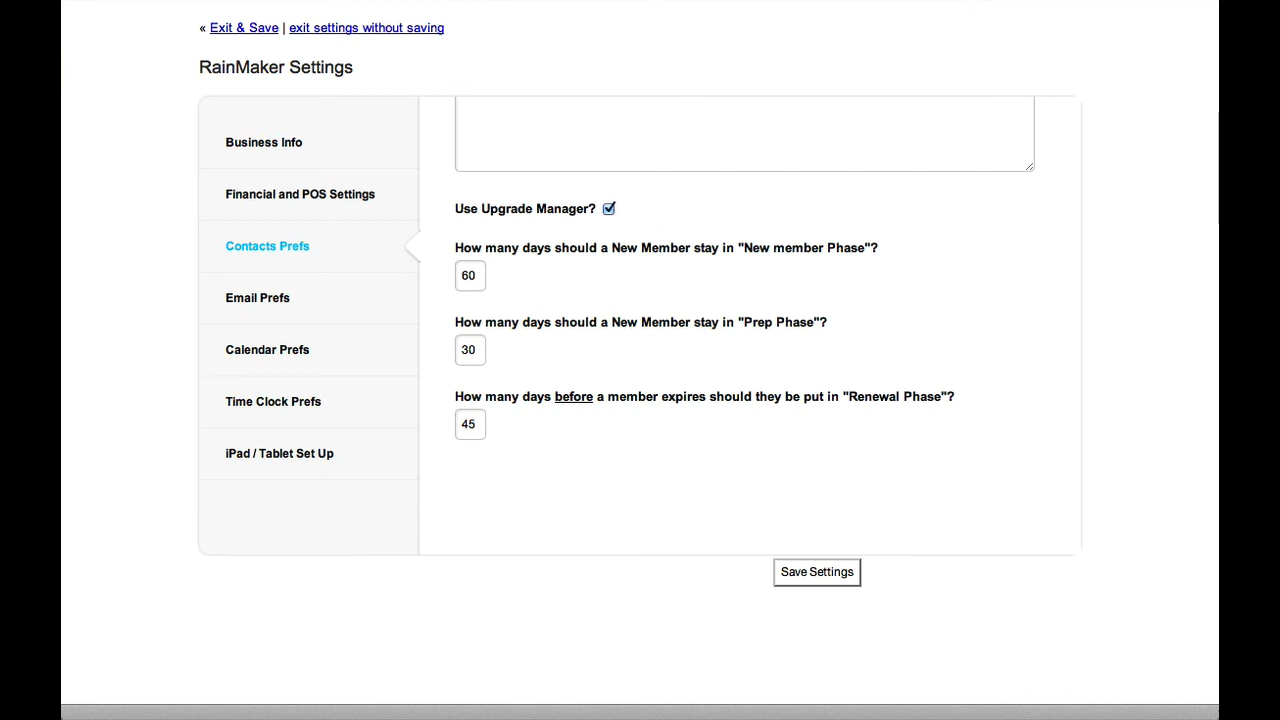 « Exit & Save | exit settings without saving
RainMaker Settings
Business Info
Financial and POS Settings
Contacts Prefs
Email Prefs
Calendar Prefs
Time Clock Prefs
iPad / Tablet Set Up
Use Upgrade Manager?
How many days should a New Member stay in "New member Phase"?
60
How many days should a New Member stay in "Prep Phase"?
30
How many days before a member expires should they be put in "Renewal Phase"?
45
Save Settings